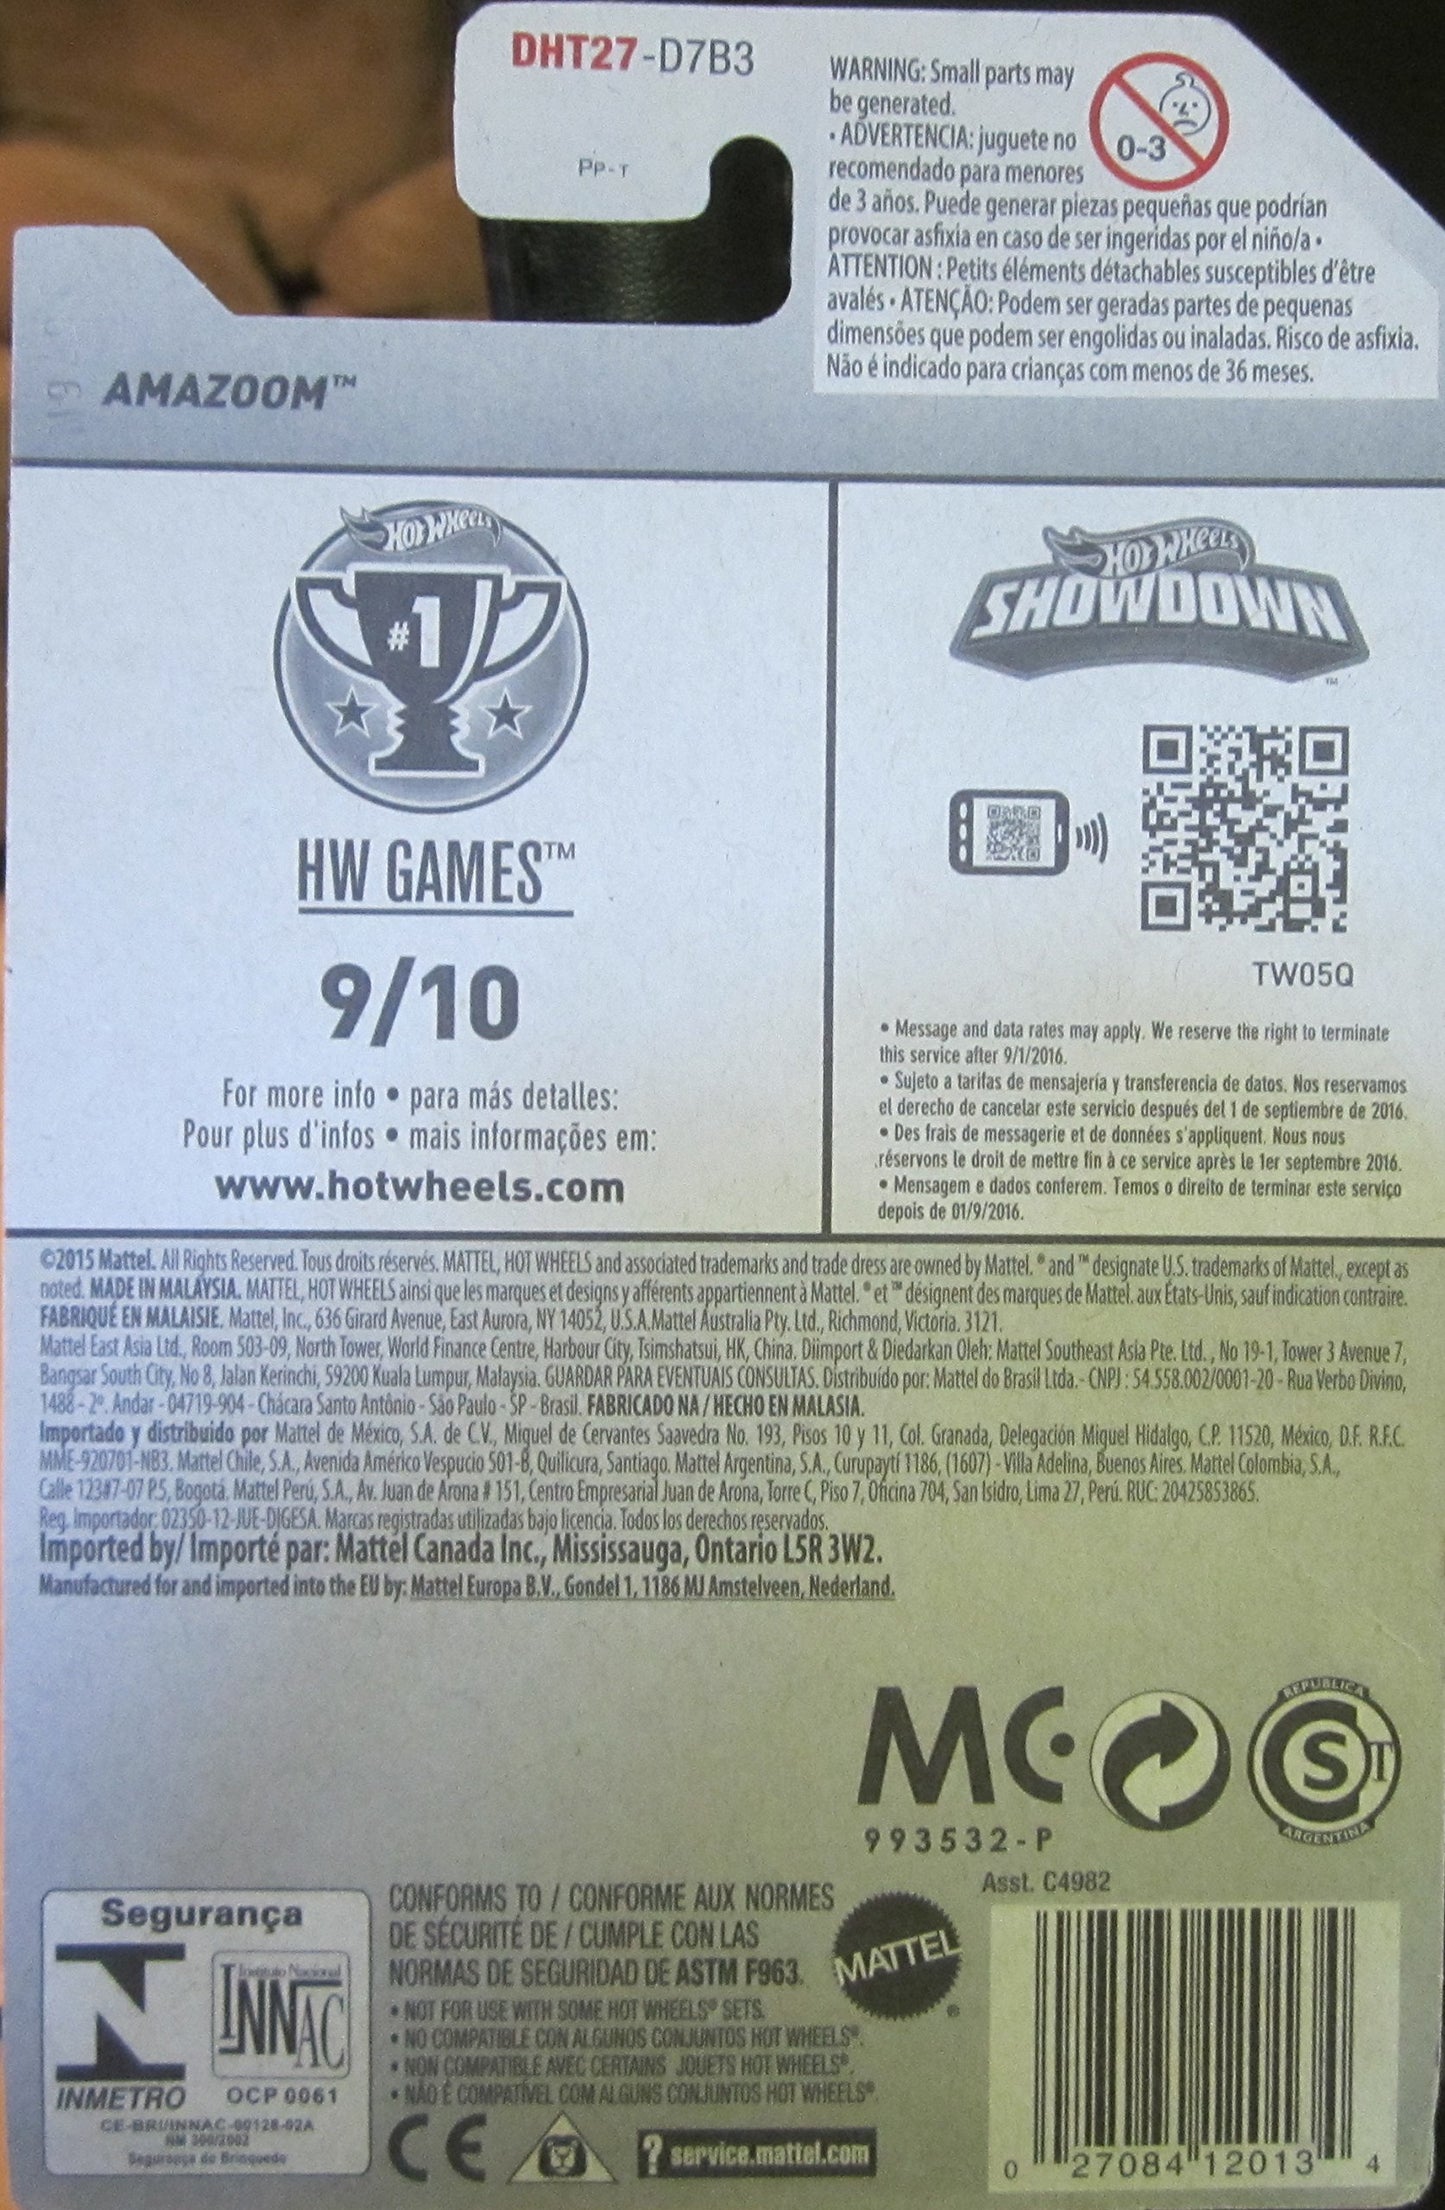 DHT27-D7B3
PP-T
WARNING: Small parts may
be generated.
• ADVERTENCIA: juguete no
recomendado para menores
de 3 años. Puede generar piezas pequeñas que podrían
provocar asfixia en caso de ser ingeridas por el niño/a •
ATTENTION : Petits éléments détachables susceptibles d'être
avalés • ATENÇÃO: Podem ser geradas partes de pequenas
dimensões que podem ser engolidas ou inaladas. Risco de asfixia.
Não é indicado para crianças com menos de 36 meses.
0-3
AMAZOOM™
HOT WHEELS
#1
HW GAMES™
9/10
For more info • para más detalles:
Pour plus d'infos • mais informações em:
www.hotwheels.com
HOT WHEELS
SHOWDOWN™
TW05Q
• Message and data rates may apply. We reserve the right to terminate
this service after 9/1/2016.
• Sujeto a tarifas de mensajería y transferencia de datos. Nos reservamos
el derecho de cancelar este servicio después del 1 de septiembre de 2016.
• Des frais de messagerie et de données s'appliquent. Nous nous
réservons le droit de mettre fin à ce service après le 1er septembre 2016.
• Mensagem e dados conferem. Temos o direito de terminar este serviço
depois de 01/9/2016.
©2015 Mattel. All Rights Reserved. Tous droits réservés. MATTEL, HOT WHEELS and associated trademarks and trade dress are owned by Mattel. ® and ™ designate U.S. trademarks of Mattel, except as
noted. MADE IN MALAYSIA. MATTEL, HOT WHEELS ainsi que les marques et designs y afférents appartiennent à Mattel. ® et ™ désignent des marques de Mattel. aux États-Unis, sauf indication contraire.
FABRIQUÉ EN MALAISIE. Mattel, Inc., 636 Girard Avenue, East Aurora, NY 14052, U.S.A.Mattel Australia Pty. Ltd., Richmond, Victoria. 3121.
Mattel East Asia Ltd., Room 503-09, North Tower, World Finance Centre, Harbour City, Tsimshatsui, HK, China. Diimport & Diedarkan Oleh: Mattel Southeast Asia Pte. Ltd., No 19-1, Tower 3 Avenue 7,
Bangsar South City, No 8, Jalan Kerinchi, 59200 Kuala Lumpur, Malaysia. GUARDAR PARA EVENTUAIS CONSULTAS. Distribuído por: Mattel do Brasil Ltda.- CNPJ : 54.558.002/0001-20 - Rua Verbo Divino,
1488 - 2º. Andar - 04719-904 - Chácara Santo Antônio - São Paulo - SP - Brasil. FABRICADO NA / HECHO EN MALASIA.
Importado y distribuido por Mattel de México, S.A. de C.V., Miguel de Cervantes Saavedra No. 193, Pisos 10 y 11, Col. Granada, Delegación Miguel Hidalgo, C.P. 11520, México, D.F. R.F.C.
MME-920701-NB3. Mattel Chile, S.A., Avenida Américo Vespucio 501-B, Quilicura, Santiago. Mattel Argentina, S.A., Curupaytí 1186, (1607) - Villa Adelina, Buenos Aires. Mattel Colombia, S.A.,
Calle 123#7-07 P.5, Bogotá. Mattel Perú, S.A., Av. Juan de Arona # 151, Centro Empresarial Juan de Arona, Torre C, Piso 7, Oficina 704, San Isidro, Lima 27, Perú. RUC: 20425853865.
Reg. Importador: 02350-12-JUE-DIGESA. Marcas registradas utilizadas bajo licencia. Todos los derechos reservados.
Imported by/ Importé par: Mattel Canada Inc., Mississauga, Ontario L5R 3W2.
Manufactured for and imported into the EU by: Mattel Europa B.V., Gondel 1, 1186 MJ Amstelveen, Nederland.
MC
993532-P
REPUBLICA
S T
ARGENTINA
Segurança
Instituto Nacional
INNAC
INMETRO OCP 0061
CE-BRI/INNAC-00128-02A
NM 300/2002
Segurança do Brinquedo
CONFORMS TO / CONFORME AUX NORMES
DE SÉCURITÉ DE / CUMPLE CON LAS
NORMAS DE SEGURIDAD DE ASTM F963.
• NOT FOR USE WITH SOME HOT WHEELS® SETS.
• NO COMPATIBLE CON ALGUNOS CONJUNTOS HOT WHEELS®.
• NON COMPATIBLE AVEC CERTAINS JOUETS HOT WHEELS®.
• NÃO É COMPATÍVEL COM ALGUNS CONJUNTOS HOT WHEELS®.
CE
? service.mattel.com
MATTEL®
Asst. C4982
0 27084 12013 4